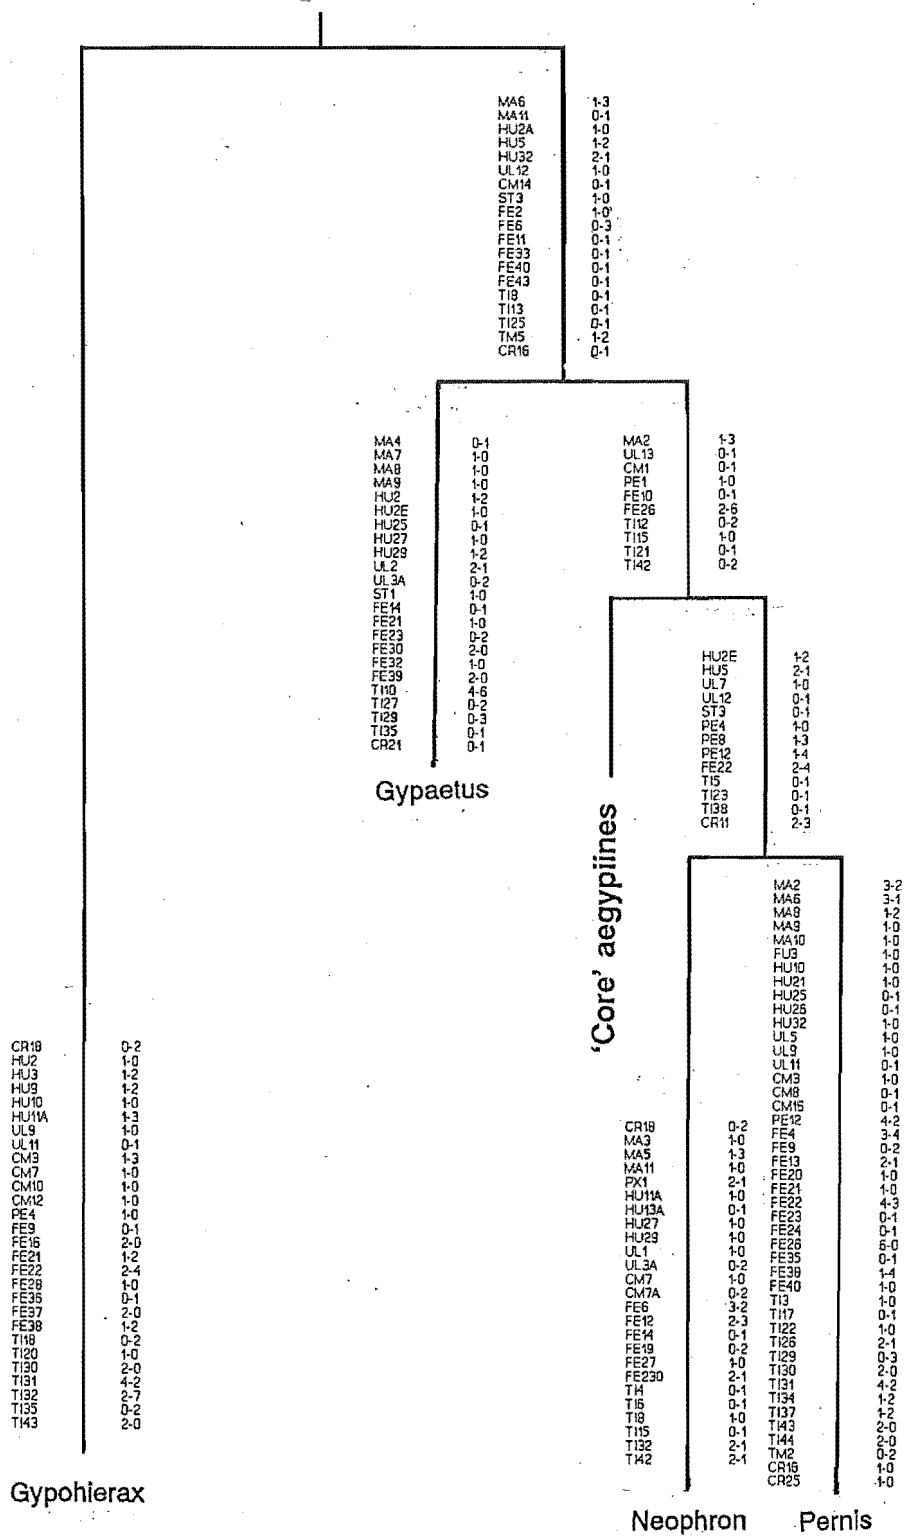 MA6 1-3
MA11 0-1
HU2A 1-0
HU5 1-2
HU32 2-1
UL12 1-0
CM14 0-1
ST3 1-0
FE2 1-0
FE6 0-3
FE11 0-1
FE33 0-1
FE40 0-1
FE43 0-1
TI8 0-1
TI13 0-1
TI25 0-1
TM5 1-2
CR16 0-1
MA4 0-1
MA7 1-0
MA8 1-0
MA9 1-0
HU2 1-2
HU2E 1-0
HU25 0-1
HU27 1-0
HU29 1-2
UL2 2-1
UL3A 0-2
ST1 1-0
FE14 0-1
FE21 1-0
FE23 0-2
FE30 2-0
FE32 1-0
FE39 2-0
TI10 4-6
TI27 0-2
TI29 0-3
TI35 0-1
CR21 0-1
Gypaetus
MA2 1-3
UL13 0-1
CM1 0-1
PE1 1-0
FE10 0-1
FE26 2-6
TI12 0-2
TI15 1-0
TI21 0-1
TI42 0-2
'Core' aegypiines
HU2E 1-2
HU5 2-1
UL7 1-0
UL12 0-1
ST3 0-1
PE4 1-0
PE8 1-3
PE12 1-4
FE22 2-4
TI5 0-1
TI23 0-1
TI38 0-1
CR11 2-3
CR18 0-2
HU2 1-0
HU3 1-2
HU9 1-2
HU10 1-0
HU11A 1-3
UL9 1-0
UL11 0-1
CM3 1-3
CM7 1-0
CM10 1-0
CM12 1-0
PE4 1-0
FE9 0-1
FE16 2-0
FE21 1-2
FE22 2-4
FE28 1-0
FE36 0-1
FE37 2-0
FE38 1-2
TI18 0-2
TI20 1-0
TI30 2-0
TI31 4-2
TI32 2-7
TI35 0-2
TI43 2-0
Gypohierax
CR18 0-2
MA3 1-0
MA5 1-3
MA11 1-0
PX1 2-1
HU11A 1-0
HU13A 0-1
HU27 1-0
HU29 1-0
UL1 1-0
UL3A 0-2
CM7 1-0
CM7A 0-2
FE6 3-2
FE12 2-3
FE14 0-1
FE19 0-2
FE27 1-0
FE230 2-1
TI4 0-1
TI6 0-1
TI8 1-0
TI15 0-1
TI32 2-1
TI42 2-1
Neophron
MA2 3-2
MA6 3-1
MA8 1-2
MA9 1-0
MA10 1-0
FU3 1-0
HU10 1-0
HU21 1-0
HU25 0-1
HU26 0-1
HU32 1-0
UL5 1-0
UL9 1-0
UL11 0-1
CM3 1-0
CM8 0-1
CM15 0-1
PE12 4-2
FE4 3-4
FE9 0-2
FE13 2-1
FE20 1-0
FE21 1-0
FE22 4-3
FE23 0-1
FE24 0-1
FE26 6-0
FE35 0-1
FE38 1-4
FE40 1-0
TI3 1-0
TI17 0-1
TI22 1-0
TI26 2-1
TI29 0-3
TI30 2-0
TI31 4-2
TI34 1-2
TI37 1-2
TI43 2-0
TI44 2-0
TM2 0-2
CR16 1-0
CR25 1-0
Pernis